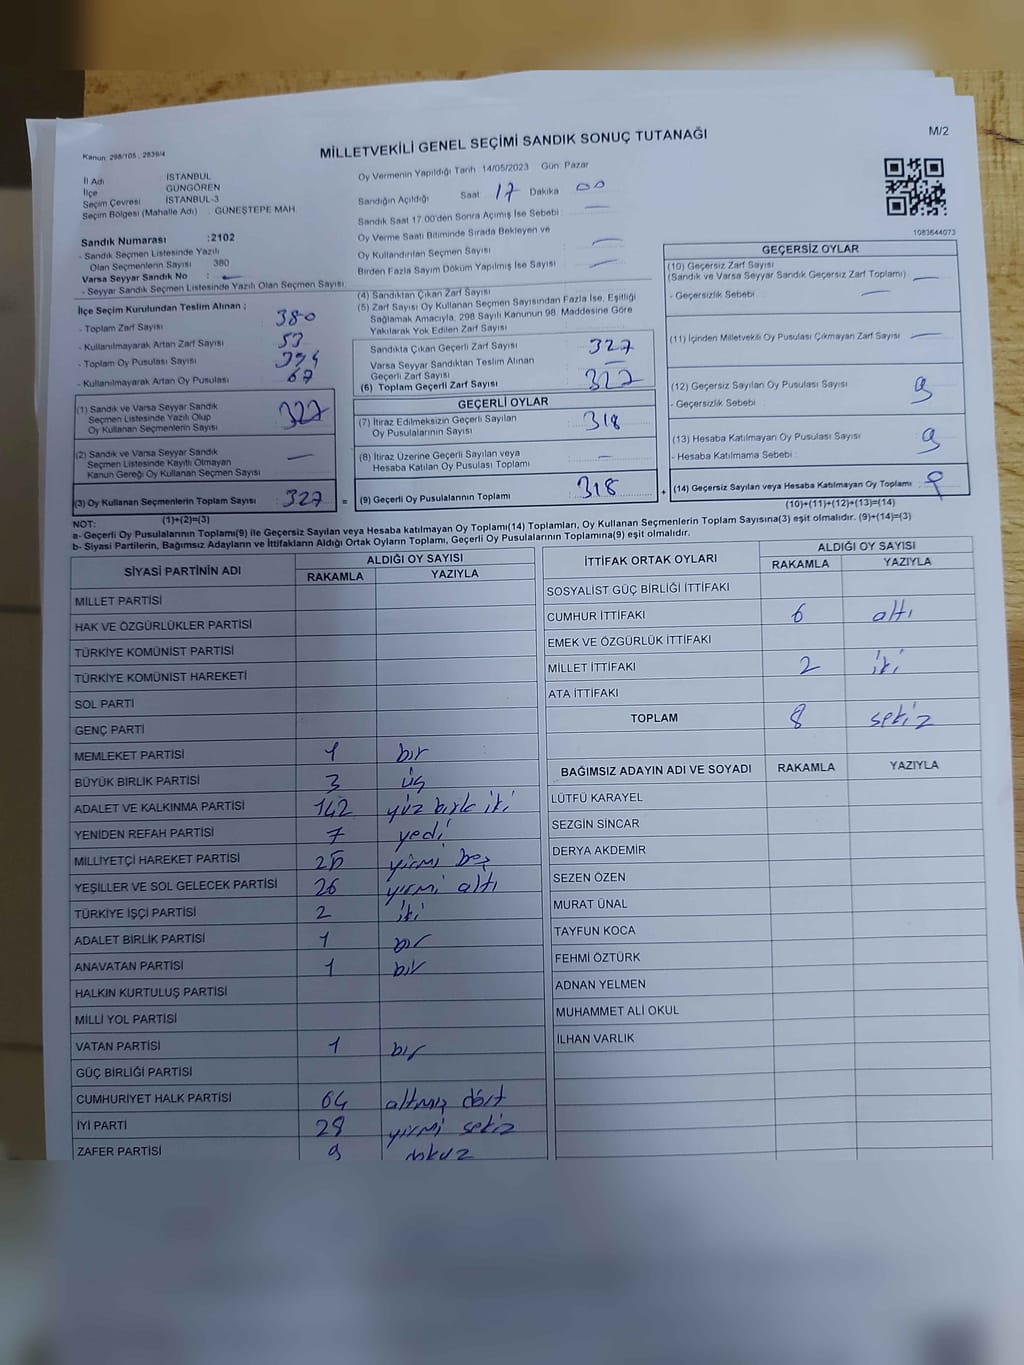 Kanun: 298/105 , 2839/4
MİLLETVEKİLİ GENEL SEÇİMİ SANDIK SONUÇ TUTANAĞI
M/2
İl Adı : İSTANBUL
İlçe GÜNGÖREN
Seçim Çevresi İSTANBUL-3
Seçim Bölgesi (Mahalle Adı) : GÜNEŞTEPE MAH.
Sandık Numarası :2102
- Sandık Seçmen Listesinde Yazılı
Olan Seçmenlerin Sayısı 380
Varsa Seyyar Sandık No : —
- Seyyar Sandık Seçmen Listesinde Yazılı Olan Seçmen Sayısı:
Oy Vermenin Yapıldığı Tarih :14/05/2023 Gün: Pazar
Sandığın Açıldığı Saat 17 Dakika 00
Sandık Saat 17.00'den Sonra Açılmış İse Sebebi : —
Oy Verme Saati Bitiminde Sırada Bekleyen ve
Oy Kullandırılan Seçmen Sayısı : —
Birden Fazla Sayım Döküm Yapılmış İse Sayısı : —
1083644073
İlçe Seçim Kurulundan Teslim Alınan ;
- Toplam Zarf Sayısı : 380
- Kullanılmayarak Artan Zarf Sayısı : 53
- Toplam Oy Pusulası Sayısı : 394
- Kullanılmayarak Artan Oy Pusulası : 67
(1) Sandık ve Varsa Seyyar Sandık
Seçmen Listesinde Yazılı Olup
Oy Kullanan Seçmenlerin Sayısı : 327
(2) Sandık ve Varsa Seyyar Sandık
Seçmen Listesinde Kayıtlı Olmayan
Kanun Gereği Oy Kullanan Seçmen Sayısı : —
(3) Oy Kullanan Seçmenlerin Toplam Sayısı : 327 =
(1)+(2)=(3)
(4) Sandıktan Çıkan Zarf Sayısı
(5) Zarf Sayısı Oy Kullanan Seçmen Sayısından Fazla İse, Eşitliği
Sağlamak Amacıyla, 298 Sayılı Kanunun 98. Maddesine Göre
Yakılarak Yok Edilen Zarf Sayısı
Sandıkta Çıkan Geçerli Zarf Sayısı : 327
Varsa Seyyar Sandıktan Teslim Alınan
Geçerli Zarf Sayısı : —
(6) Toplam Geçerli Zarf Sayısı : 327
GEÇERLİ OYLAR
(7) İtiraz Edilmeksizin Geçerli Sayılan
Oy Pusulalarının Sayısı : 318
(8) İtiraz Üzerine Geçerli Sayılan veya
Hesaba Katılan Oy Pusulası Toplamı : —
(9) Geçerli Oy Pusulalarının Toplamı : 318 +
GEÇERSİZ OYLAR
(10) Geçersiz Zarf Sayısı
(Sandık ve Varsa Seyyar Sandık Geçersiz Zarf Toplamı) : —
- Geçersizlik Sebebi : —
(11) İçinden Milletvekili Oy Pusulası Çıkmayan Zarf Sayısı : —
(12) Geçersiz Sayılan Oy Pusulası Sayısı : 9
- Geçersizlik Sebebi :
(13) Hesaba Katılmayan Oy Pusulası Sayısı : 9
- Hesaba Katılmama Sebebi :
(14) Geçersiz Sayılan veya Hesaba Katılmayan Oy Toplamı : 9
(10)+(11)+(12)+(13)=(14)
NOT:
a- Geçerli Oy Pusulalarının Toplamı(9) ile Geçersiz Sayılan veya Hesaba katılmayan Oy Toplamı(14) Toplamları, Oy Kullanan Seçmenlerin Toplam Sayısına(3) eşit olmalıdır. (9)+(14)=(3)
b- Siyasi Partilerin, Bağımsız Adayların ve İttifakların Aldığı Ortak Oyların Toplamı, Geçerli Oy Pusulalarının Toplamına(9) eşit olmalıdır.
SİYASİ PARTİNİN ADI ALDIĞI OY SAYISI
RAKAMLA YAZIYLA
MİLLET PARTİSİ
HAK VE ÖZGÜRLÜKLER PARTİSİ
TÜRKİYE KOMÜNİST PARTİSİ
TÜRKİYE KOMÜNİST HAREKETİ
SOL PARTİ
GENÇ PARTİ
MEMLEKET PARTİSİ 1 bir
BÜYÜK BİRLİK PARTİSİ 3 üç
ADALET VE KALKINMA PARTİSİ 142 yüz kırk iki
YENİDEN REFAH PARTİSİ 7 yedi
MİLLİYETÇİ HAREKET PARTİSİ 25 yirmi beş
YEŞİLLER VE SOL GELECEK PARTİSİ 26 yirmi altı
TÜRKİYE İŞÇİ PARTİSİ 2 iki
ADALET BİRLİK PARTİSİ 1 bir
ANAVATAN PARTİSİ 1 bir
HALKIN KURTULUŞ PARTİSİ
MİLLİ YOL PARTİSİ
VATAN PARTİSİ 1 bir
GÜÇ BİRLİĞİ PARTİSİ
CUMHURİYET HALK PARTİSİ 64 altmış dört
İYİ PARTİ 28 yirmi sekiz
ZAFER PARTİSİ 9 dokuz
İTTİFAK ORTAK OYLARI ALDIĞI OY SAYISI
RAKAMLA YAZIYLA
SOSYALİST GÜÇ BİRLİĞİ İTTİFAKI
CUMHUR İTTİFAKI 6 altı
EMEK VE ÖZGÜRLÜK İTTİFAKI
MİLLET İTTİFAKI 2 iki
ATA İTTİFAKI
TOPLAM 8 sekiz
BAĞIMSIZ ADAYIN ADI VE SOYADI RAKAMLA YAZIYLA
LÜTFÜ KARAYEL
SEZGİN SİNCAR
DERYA AKDEMİR
SEZEN ÖZEN
MURAT ÜNAL
TAYFUN KOCA
FEHMİ ÖZTÜRK
ADNAN YELMEN
MUHAMMET ALİ OKUL
İLHAN VARLIK